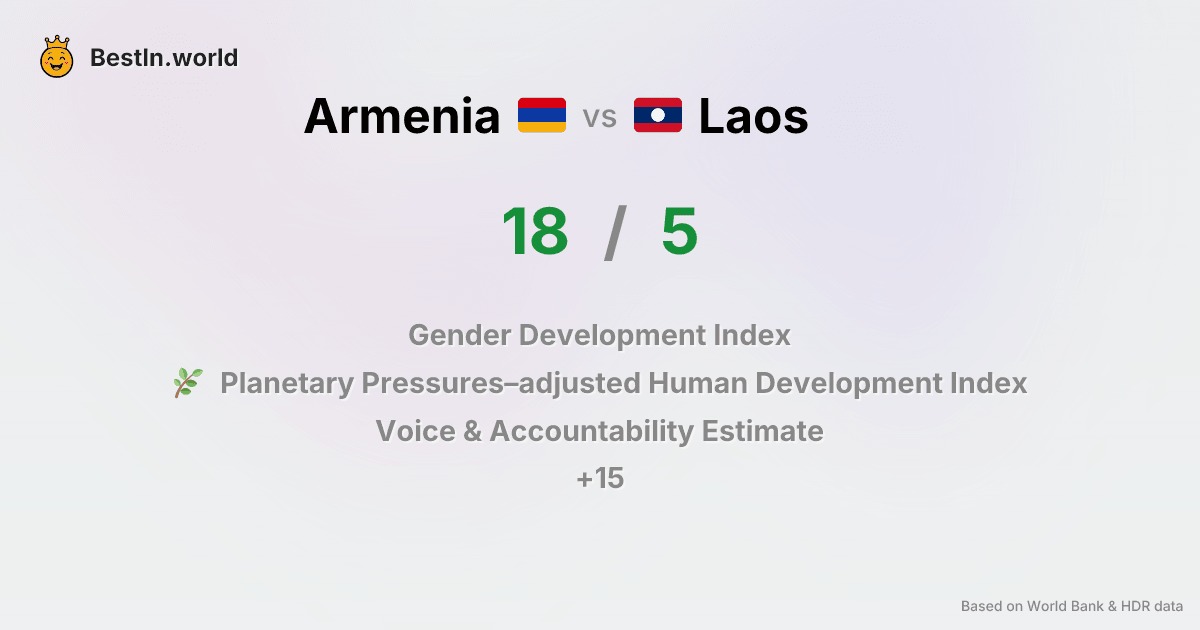 BestIn.world
Armenia vs Laos
18 / 5
Gender Development Index
Planetary Pressures–adjusted Human Development Index
Voice & Accountability Estimate
+15
Based on World Bank & HDR data